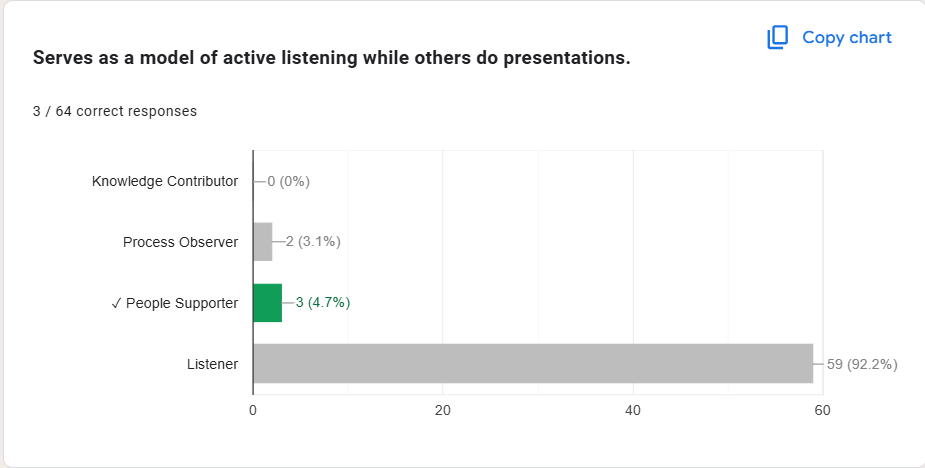 Copy chart
Serves as a model of active listening while others do presentations.
3 / 64 correct responses
Knowledge Contributor 0 (0%)
Process Observer 2 (3.1%)
✓ People Supporter 3 (4.7%)
Listener 59 (92.2%)
0 20 40 60